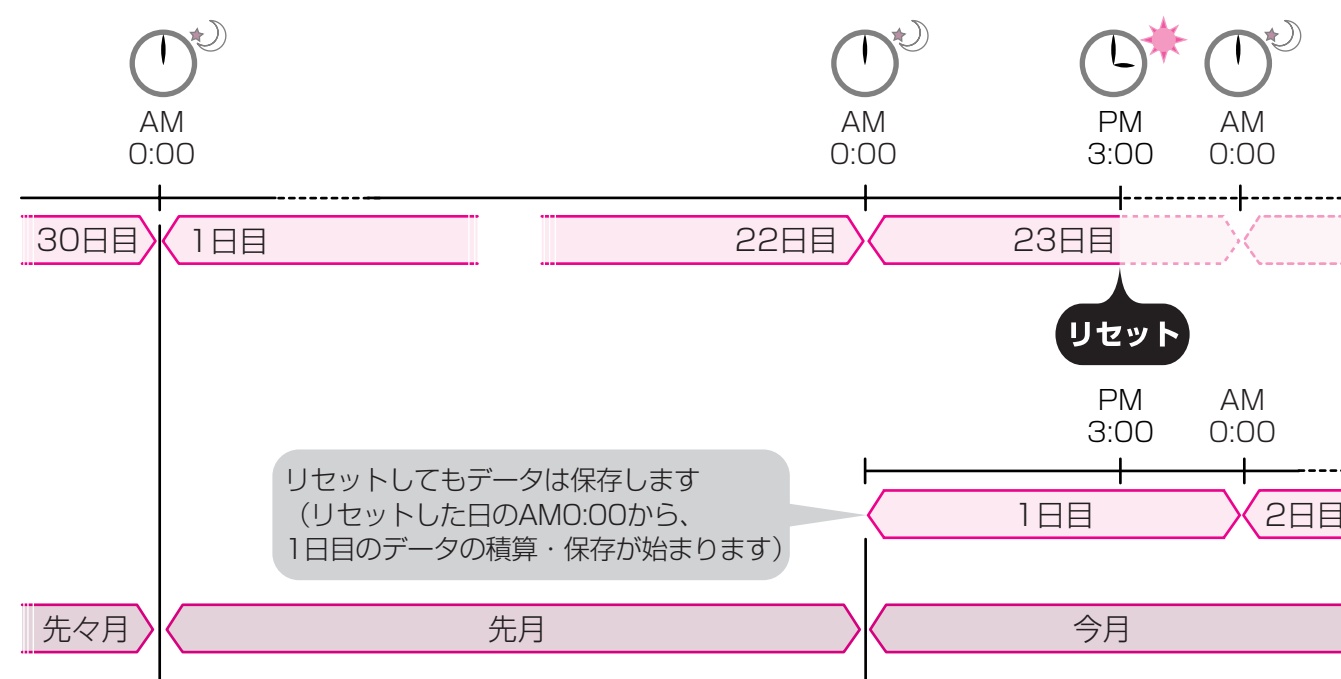 AM
0:00
AM
0:00
PM
3:00
AM
0:00
30日目
1日目
22日目
23日目
リセット
PM
3:00
AM
0:00
リセットしてもデータは保存します
（リセットした日のAM0:00から、
1日目のデータの積算・保存が始まります）
1日目
2日目
先々月
先月
今月